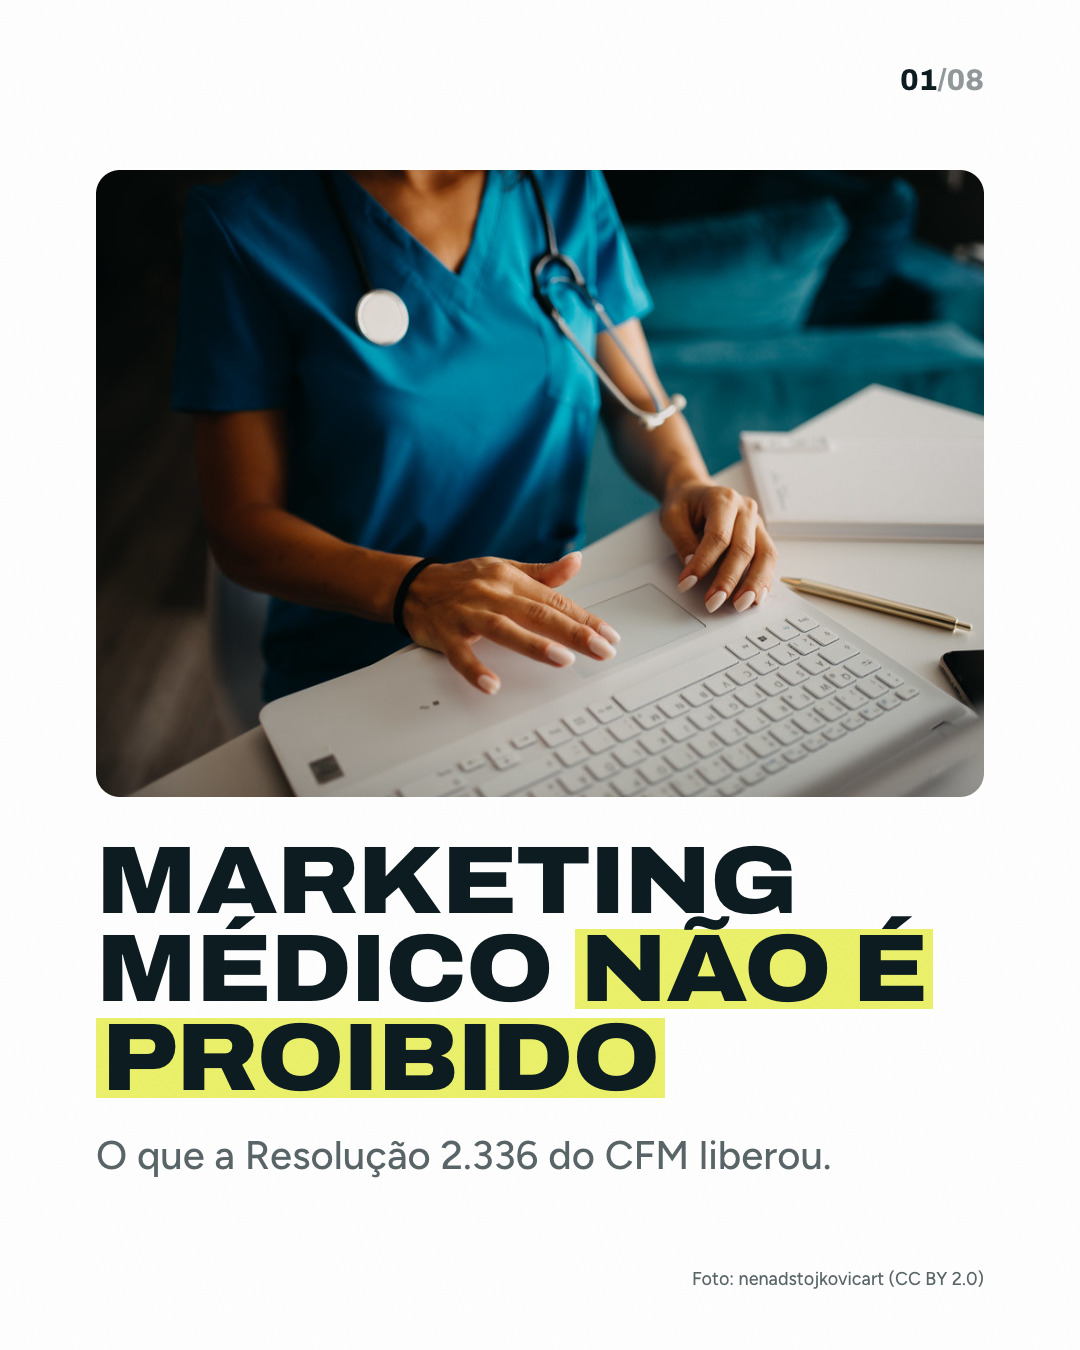 01/08
MARKETING
MÉDICO NÃO É
PROIBIDO
O que a Resolução 2.336 do CFM liberou.
Foto: nenadstojkovicart (CC BY 2.0)